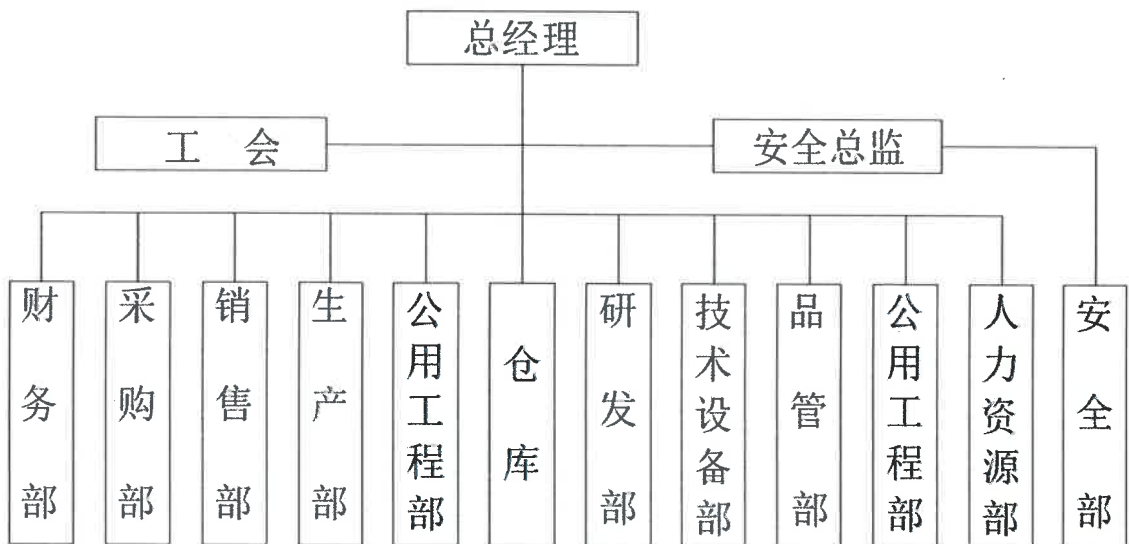 总经理
工 会
安全总监
财务部
采购部
销售部
生产部
公用工程部
仓库
研发部
技术设备部
品管部
公用工程部
人力资源部
安全部